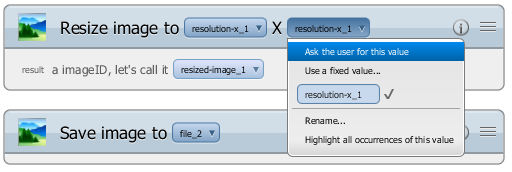 Resize image to resolution-x_1 X resolution-x_1
Ask the user for this value
result a imageID, let's call it resized-image_1
Use a fixed value...
resolution-x_1
Rename...
Save image to file_2
Highlight all occurrences of this value